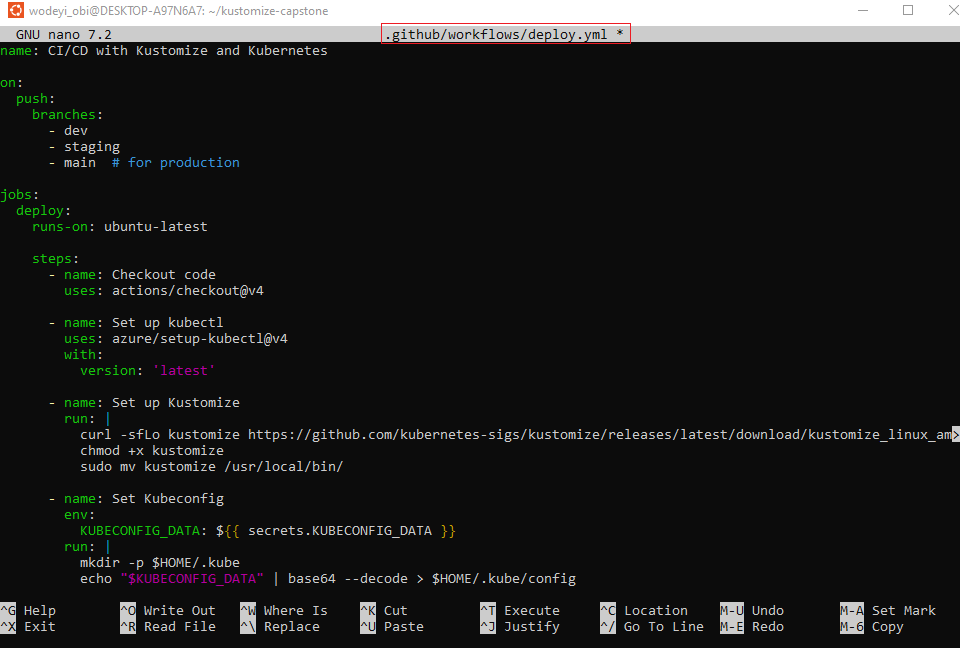 wodeyi_obi@DESKTOP-A97N6A7: ~/kustomize-capstone
GNU nano 7.2 .github/workflows/deploy.yml *
name: CI/CD with Kustomize and Kubernetes
on:
  push:
    branches:
      - dev
      - staging
      - main  # for production
jobs:
  deploy:
    runs-on: ubuntu-latest
    steps:
      - name: Checkout code
        uses: actions/checkout@v4
      - name: Set up kubectl
        uses: azure/setup-kubectl@v4
        with:
          version: 'latest'
      - name: Set up Kustomize
        run: |
          curl -sfLo kustomize https://github.com/kubernetes-sigs/kustomize/releases/latest/download/kustomize_linux_am>
          chmod +x kustomize
          sudo mv kustomize /usr/local/bin/
      - name: Set Kubeconfig
        env:
          KUBECONFIG_DATA: ${{ secrets.KUBECONFIG_DATA }}
        run: |
          mkdir -p $HOME/.kube
          echo "$KUBECONFIG_DATA" | base64 --decode > $HOME/.kube/config
^G Help ^O Write Out ^W Where Is ^K Cut ^T Execute ^C Location M-U Undo M-A Set Mark
^X Exit ^R Read File ^\ Replace ^U Paste ^J Justify ^/ Go To Line M-E Redo M-6 Copy